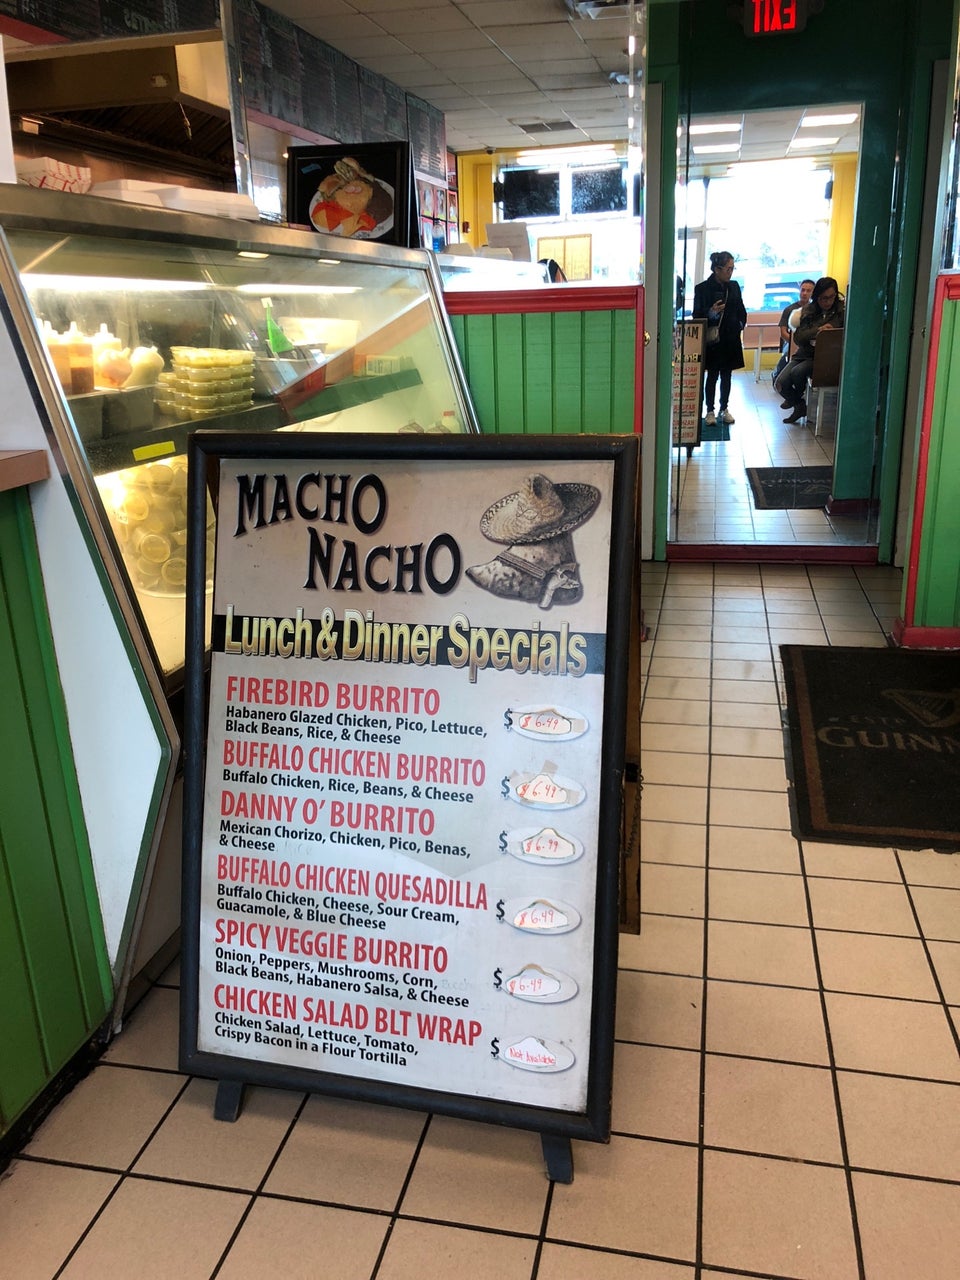 EXIT
MACHO
NACHO
Lunch & Dinner Specials
FIREBIRD BURRITO
Habanero Glazed Chicken, Pico, Lettuce,
Black Beans, Rice, & Cheese
$ $6.49
BUFFALO CHICKEN BURRITO
Buffalo Chicken, Rice, Beans, & Cheese
$ $6.49
DANNY O' BURRITO
Mexican Chorizo, Chicken, Pico, Benas,
& Cheese
$ $6.99
BUFFALO CHICKEN QUESADILLA
Buffalo Chicken, Cheese, Sour Cream,
Guacamole, & Blue Cheese
$ $6.49
SPICY VEGGIE BURRITO
Onion, Peppers, Mushrooms, Corn,
Black Beans, Habanero Salsa, & Cheese
$ $6.49
CHICKEN SALAD BLT WRAP
Chicken Salad, Lettuce, Tomato,
Crispy Bacon in a Flour Tortilla
$ Not Available
GUINN